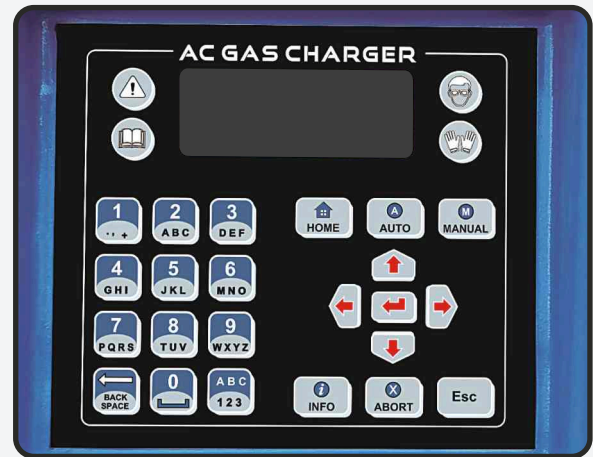 AC GAS CHARGER
1
., +
2
ABC
3
DEF
HOME
A
AUTO
M
MANUAL
4
GHI
5
JKL
6
MNO
7
PQRS
8
TUV
9
WXYZ
BACK
SPACE
0
ABC
123
i
INFO
X
ABORT
Esc